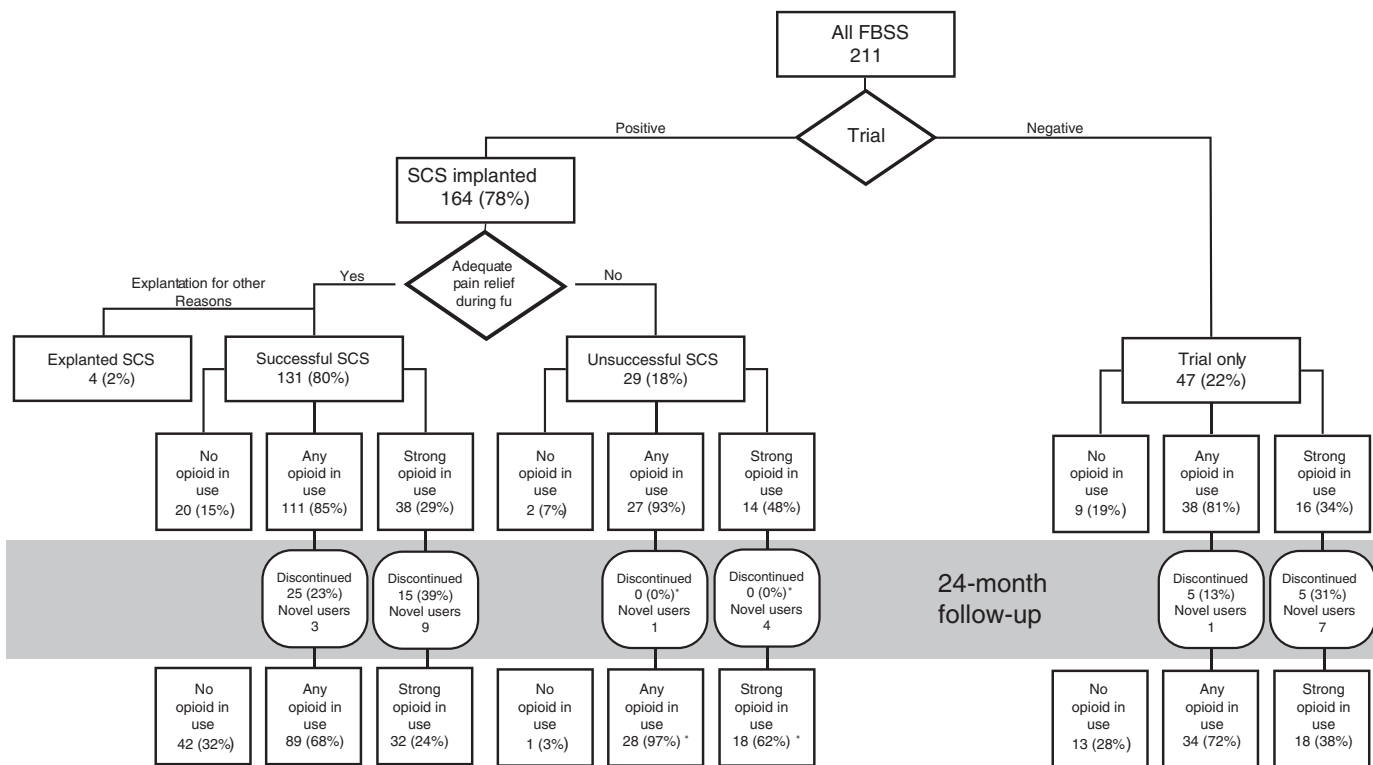 All FBSS
211
Trial
Positive
Negative
SCS implanted
164 (78%)
Adequate
pain relief
during fu
Yes
No
Explantation for other
Reasons
Explanted SCS
4 (2%)
Successful SCS
131 (80%)
Unsuccessful SCS
29 (18%)
Trial only
47 (22%)
No
opioid in
use
20 (15%)
Any
opioid in
use
111 (85%)
Strong
opioid in
use
38 (29%)
No
opioid in
use
2 (7%)
Any
opioid in
use
27 (93%)
Strong
opioid in
use
14 (48%)
No
opioid in
use
9 (19%)
Any
opioid in
use
38 (81%)
Strong
opioid in
use
16 (34%)
Discontinued
25 (23%)
Novel users
3
Discontinued
15 (39%)
Novel users
9
Discontinued
0 (0%)*
Novel users
1
Discontinued
0 (0%)*
Novel users
4
24-month
follow-up
Discontinued
5 (13%)
Novel users
1
Discontinued
5 (31%)
Novel users
7
No
opioid in
use
42 (32%)
Any
opioid in
use
89 (68%)
Strong
opioid in
use
32 (24%)
No
opioid in
use
1 (3%)
Any
opioid in
use
28 (97%)*
Strong
opioid in
use
18 (62%)*
No
opioid in
use
13 (28%)
Any
opioid in
use
34 (72%)
Strong
opioid in
use
18 (38%)